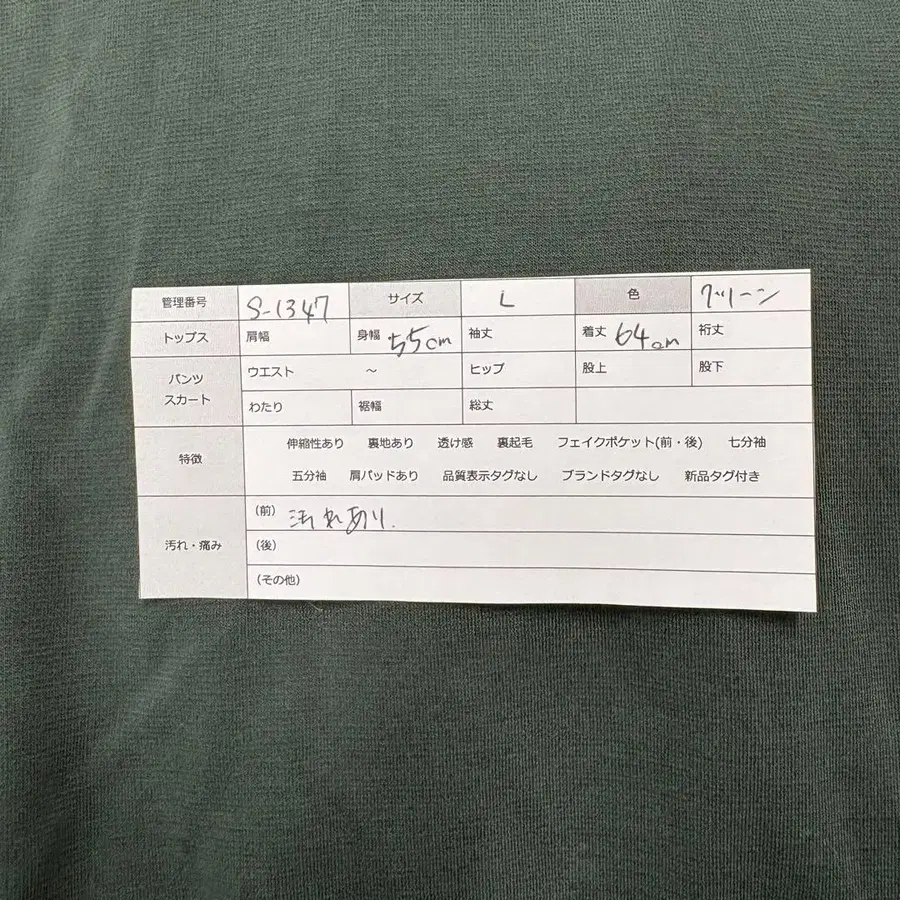 管理番号 S-1347 サイズ L 色 グリーン
トップス 肩幅 身幅 55cm 袖丈 着丈 64cm 裄丈
パンツ スカート ウエスト ～ ヒップ 股上 股下
わたり 裾幅 総丈
特徴 伸縮性あり 裏地あり 透け感 裏起毛 フェイクポケット(前・後) 七分袖
五分袖 肩パッドあり 品質表示タグなし ブランドタグなし 新品タグ付き
汚れ・痛み (前) 汚れあり.
(後)
(その他)